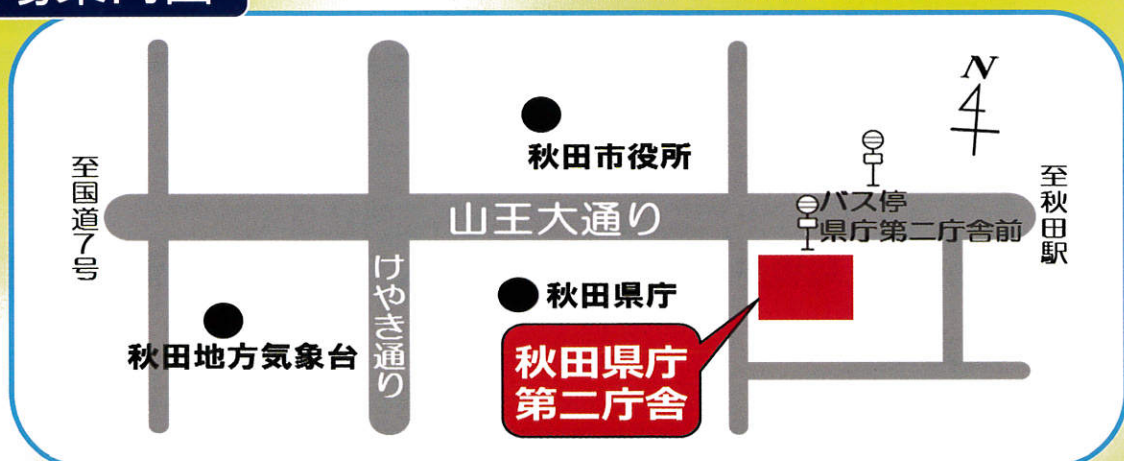 N
秋田市役所
至国道7号
至秋田駅
バス停
県庁第二庁舎前
山王大通り
けやき通り
秋田県庁
秋田地方気象台
秋田県庁
第二庁舎